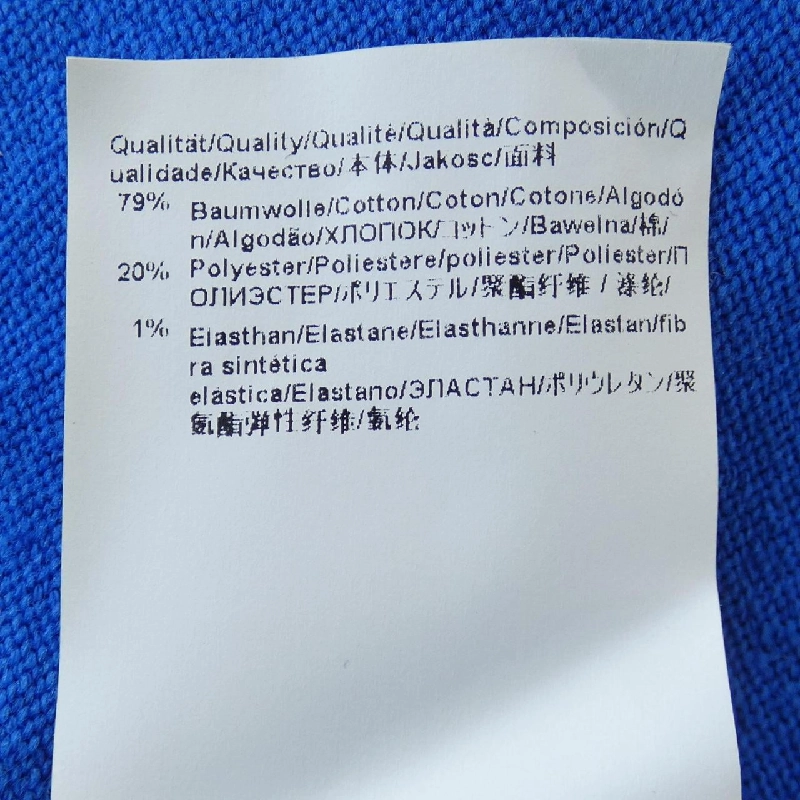 Qualität/Quality/Qualité/Qualità/Composición/Q
ualidade/Качество/本体/Jakosc/面料
79% Baumwolle/Cotton/Coton/Cotone/Algodó
n/Algodão/ХЛОПОК/コットン/Bawelna/棉/
20% Polyester/Poliestere/poliester/Poliester/П
ОЛИЭСТЕР/ポリエステル/聚酯纤维 / 涤纶/
1% Elasthan/Elastane/Elasthanne/Elastan/fib
ra sintética
elástica/Elastano/ЭЛАСТАН/ポリウレタン/聚
氨酯弹性纤维/氨纶